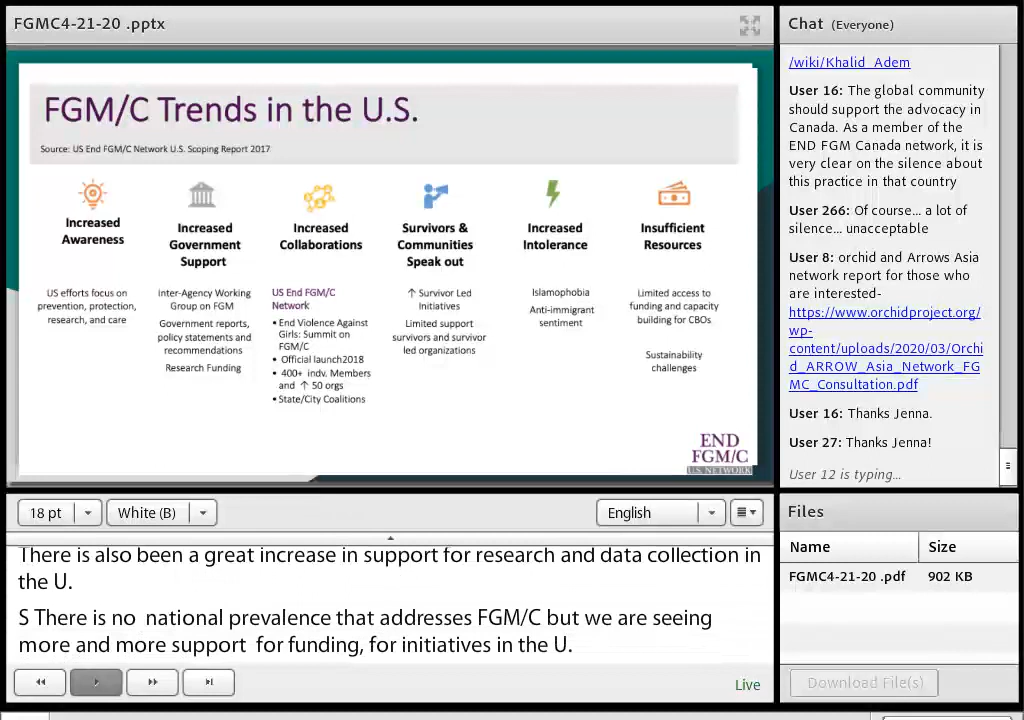 FGMC4-21-20 .pptx
FGM/C Trends in the U.S.
Source: US End FGM/C Network U.S. Scoping Report 2017
Increased
Awareness
US efforts focus on
prevention, protection,
research, and care
Increased
Government
Support
Inter-Agency Working
Group on FGM
Government reports,
policy statements and
recommendations
Research Funding
Increased
Collaborations
US End FGM/C
Network
• End Violence Against
Girls: Summit on
FGM/C
• Official launch2018
• 400+ indv. Members
and ↑ 50 orgs
• State/City Coalitions
Survivors &
Communities
Speak out
↑ Survivor Led
Initiatives
Limited support
survivors and survivor
led organizations
Increased
Intolerance
Islamophobia
Anti-immigrant
sentiment
Insufficient
Resources
Limited access to
funding and capacity
building for CBOs
Sustainability
challenges
END
FGM/C
U.S. NETWORK
18 pt
White (B)
English
There is also been a great increase in support for research and data collection in
the U.
S There is no national prevalence that addresses FGM/C but we are seeing
more and more support for funding, for initiatives in the U.
Live
Chat (Everyone)
/wiki/Khalid_Adem
User 16: The global community
should support the advocacy in
Canada. As a member of the
END FGM Canada network, it is
very clear on the silence about
this practice in that country
User 266: Of course... a lot of
silence... unacceptable
User 8: orchid and Arrows Asia
network report for those who
are interested-
https://www.orchidproject.org/
wp-
content/uploads/2020/03/Orchi
d_ARROW_Asia_Network_FG
MC_Consultation.pdf
User 16: Thanks Jenna.
User 27: Thanks Jenna!
User 12 is typing...
Files
Name Size
FGMC4-21-20 .pdf 902 KB
Download File(s)